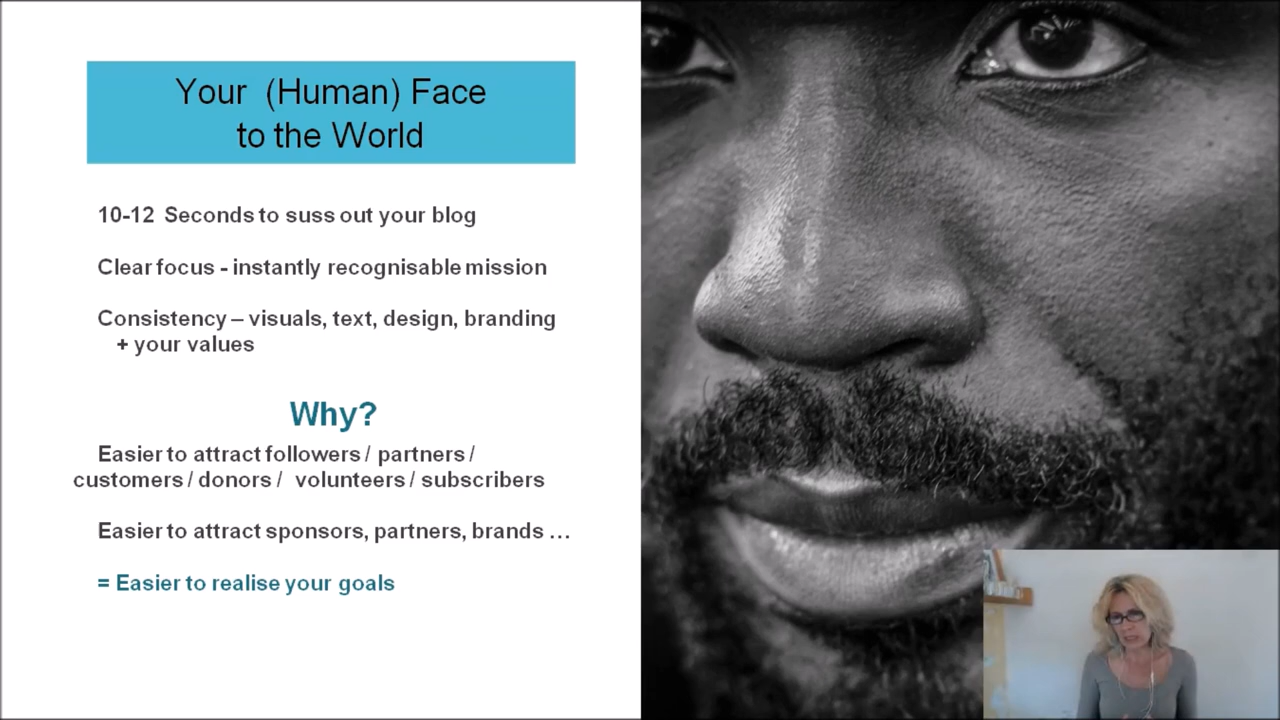 Your (Human) Face
to the World
10-12 Seconds to suss out your blog
Clear focus - instantly recognisable mission
Consistency – visuals, text, design, branding
+ your values
Why?
Easier to attract followers / partners /
customers / donors / volunteers / subscribers
Easier to attract sponsors, partners, brands …
= Easier to realise your goals